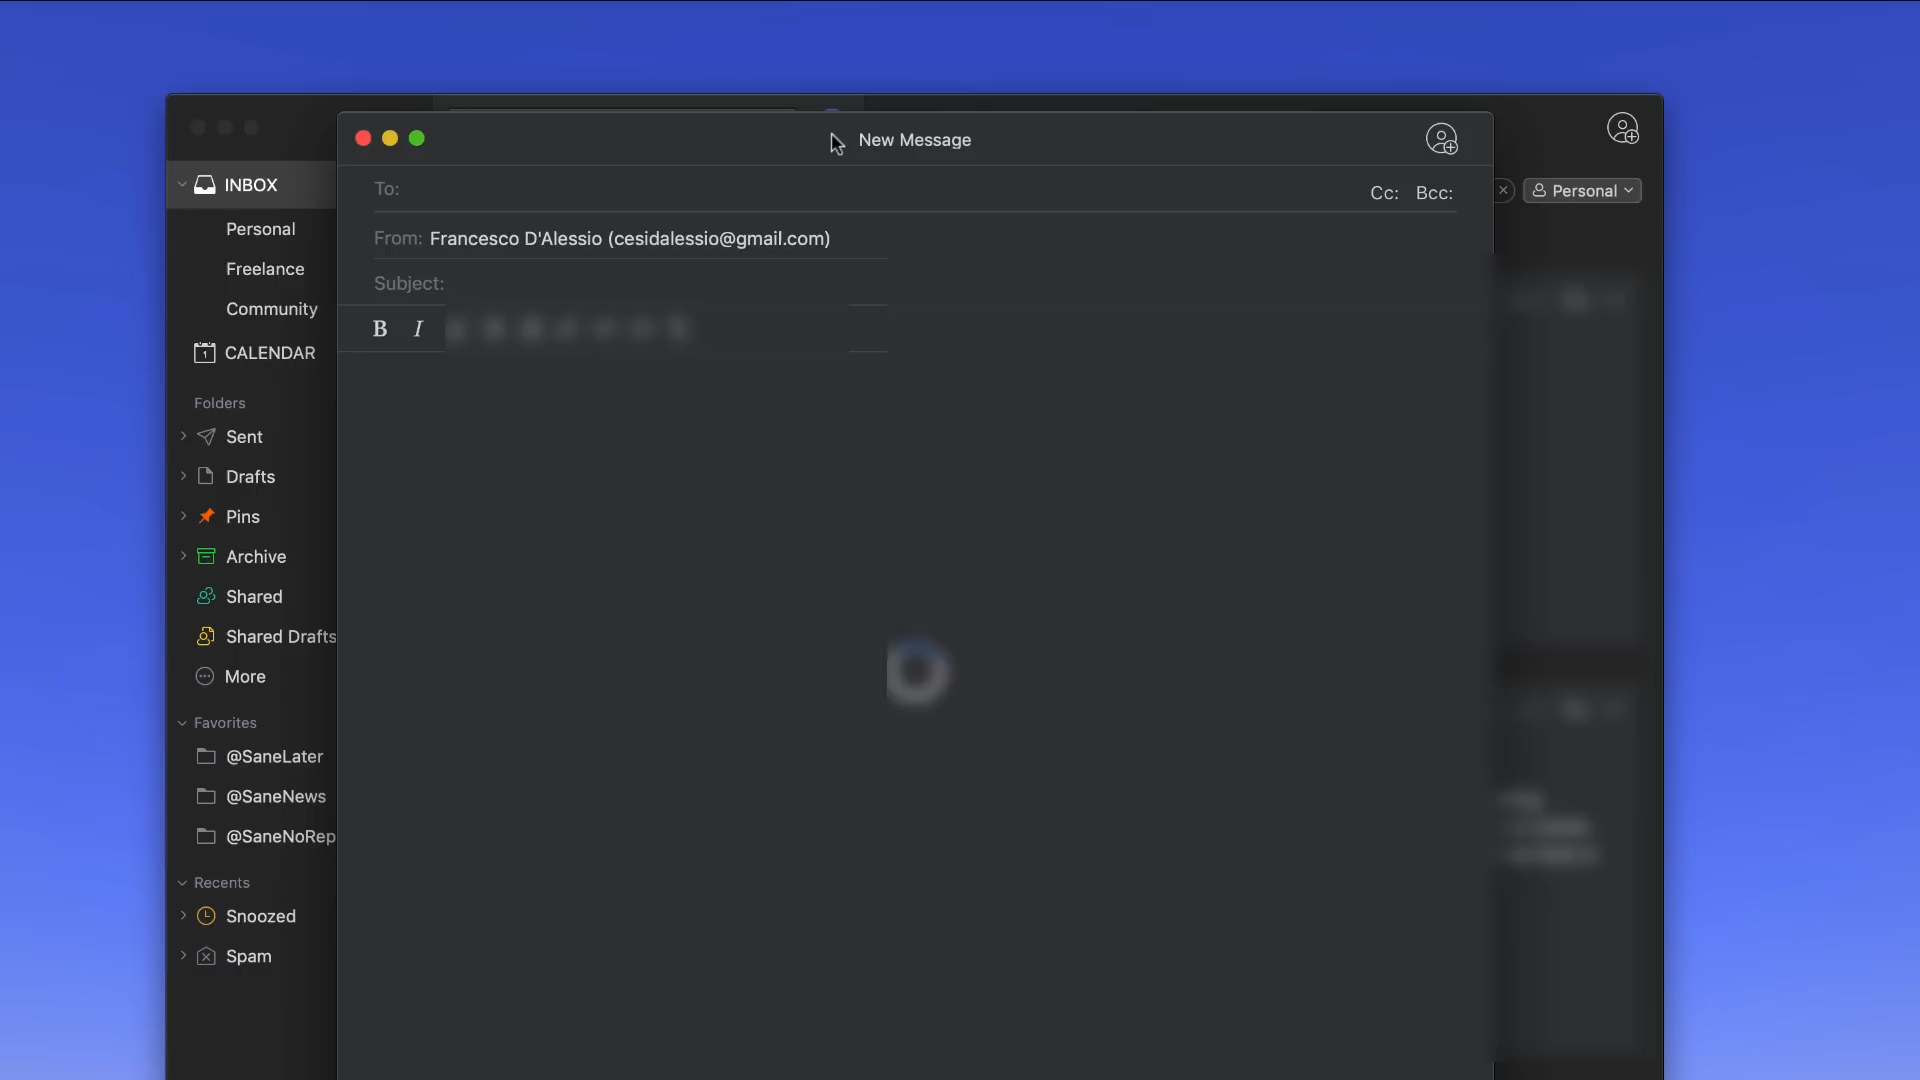 New Message
To:
Cc: Bcc:
From: Francesco D'Alessio (cesidalessio@gmail.com)
Subject:
B I
Personal
INBOX
Personal
Freelance
Community
1 CALENDAR
Folders
Sent
Drafts
Pins
Archive
Shared
Shared Drafts
More
Favorites
@SaneLater
@SaneNews
@SaneNoRep
Recents
Snoozed
Spam